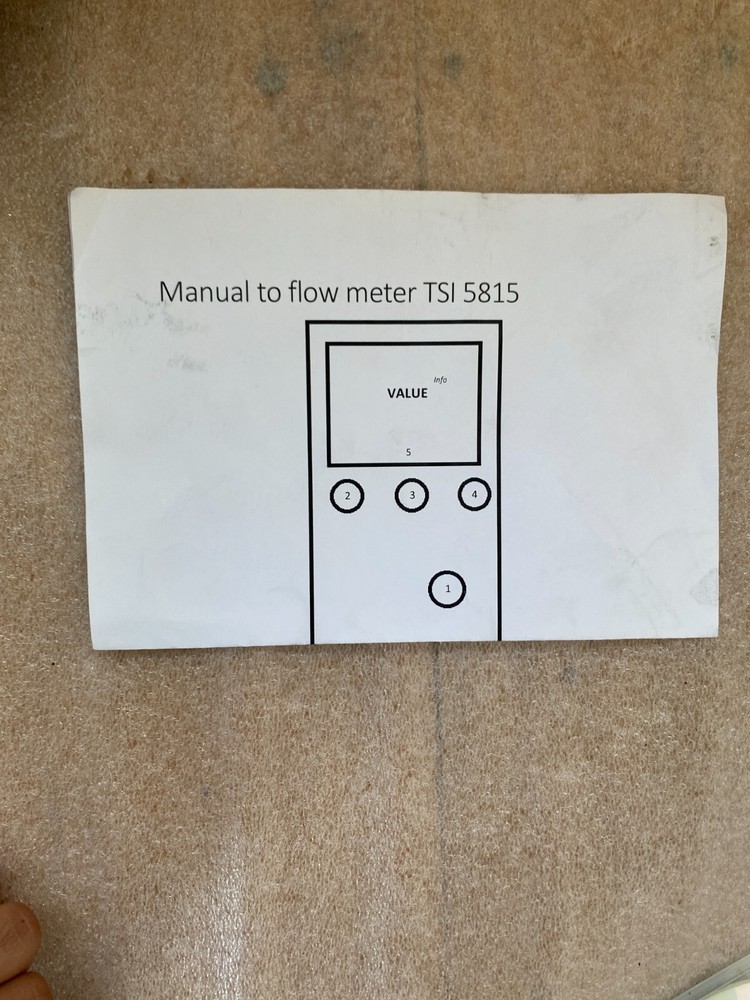 Manual to flow meter TSI 5815
Info
VALUE
5
2 3 4
1